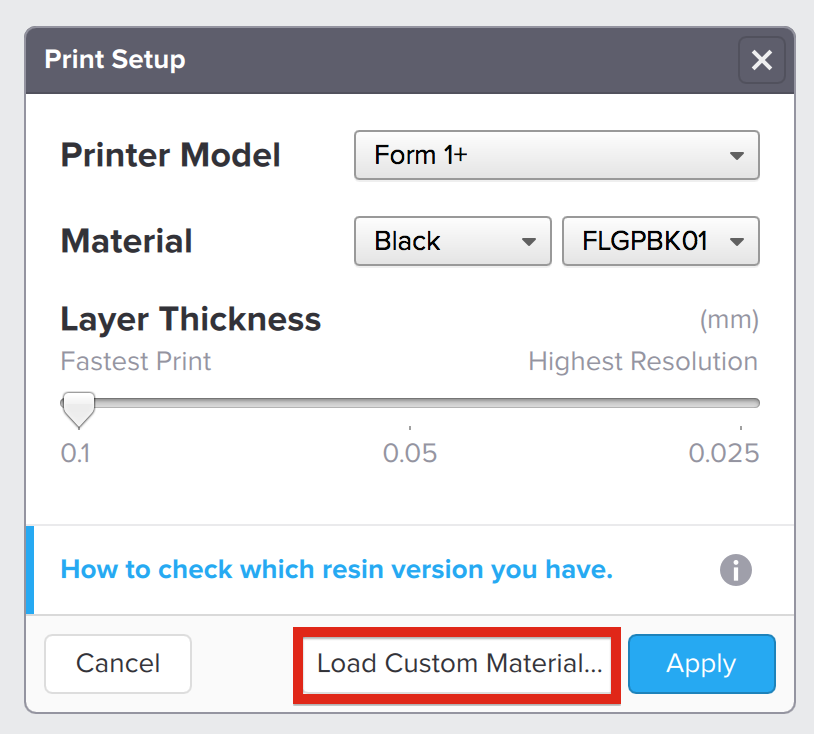 Print Setup
Printer Model
Form 1+
Material
Black
FLGPBK01
Layer Thickness
(mm)
Fastest Print
Highest Resolution
0.1
0.05
0.025
How to check which resin version you have.
Cancel
Load Custom Material...
Apply